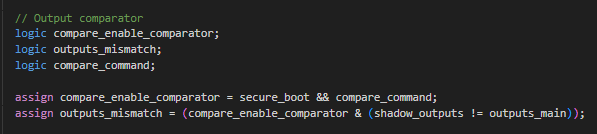 // Output comparator
logic compare_enable_comparator;
logic outputs_mismatch;
logic compare_command;
assign compare_enable_comparator = secure_boot && compare_command;
assign outputs_mismatch = (compare_enable_comparator & (shadow_outputs != outputs_main));